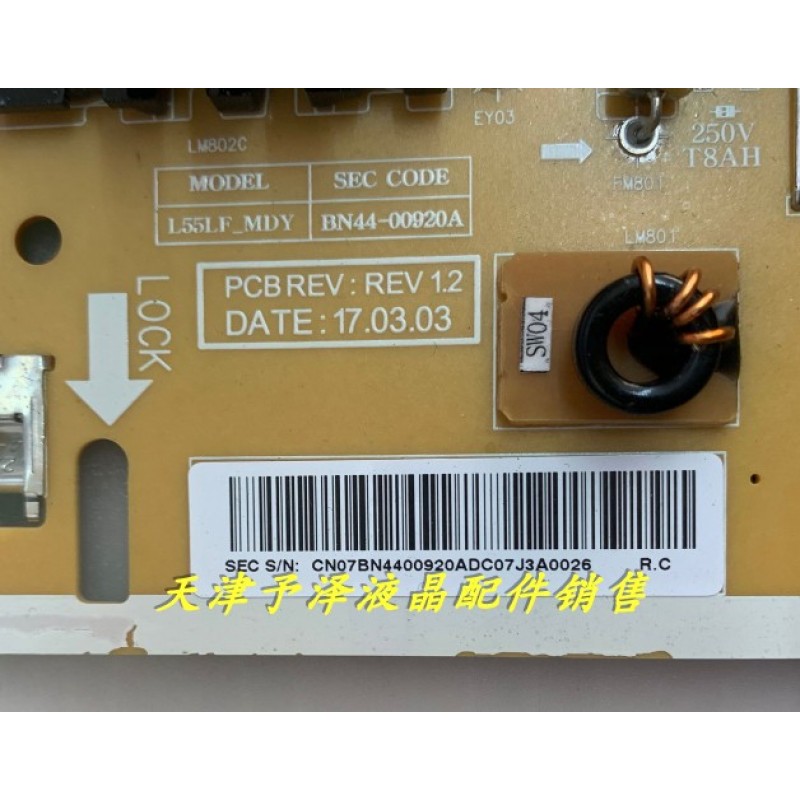 EY03
250V
T8AH
LM802C
FM801
MODEL SEC CODE
L55LF_MDY BN44-00920A
LM801
PCB REV : REV 1.2
DATE : 17.03.03
LOCK
SW04
SEC S/N: CN07BN4400920ADC07J3A0026 R.C
天津予泽液晶配件销售